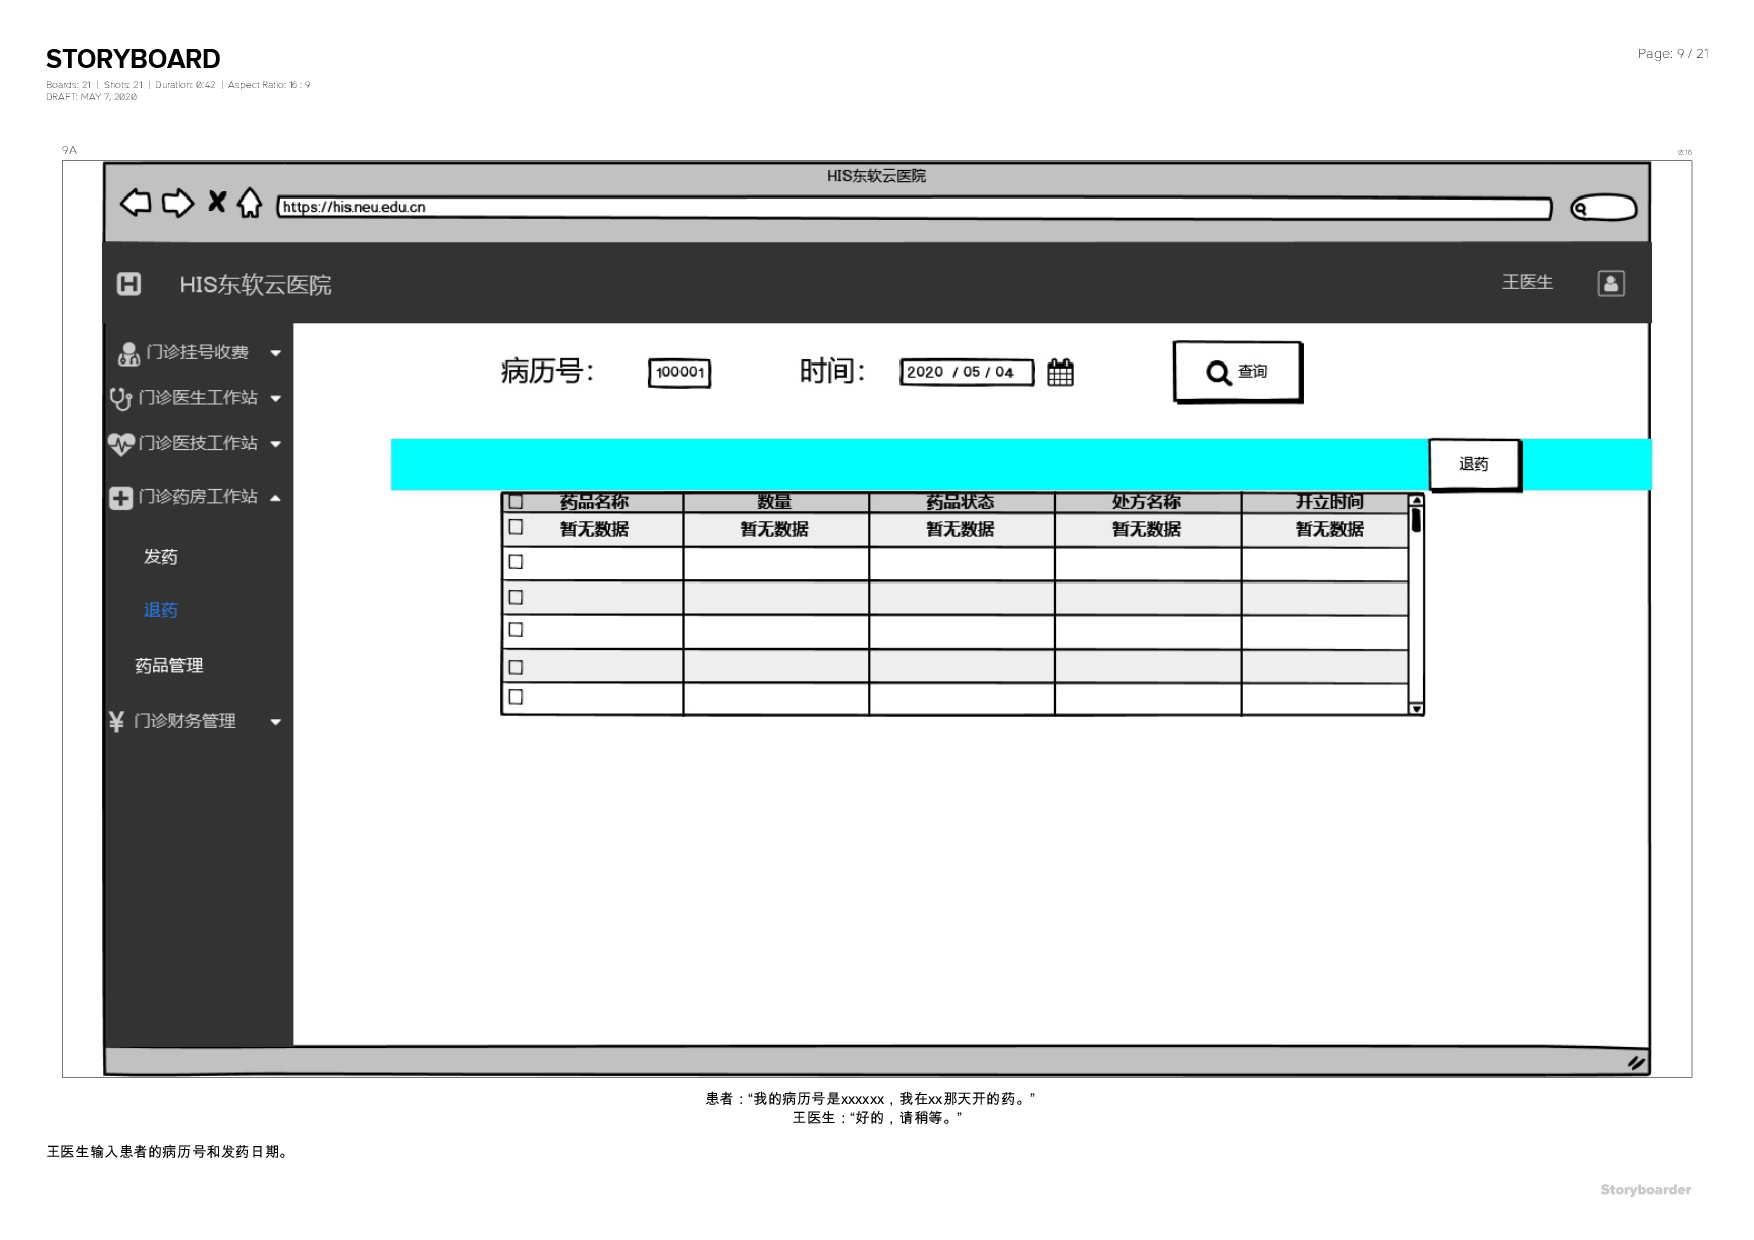 STORYBOARD
Page: 9 / 21
Boards: 21 | Shots: 21 | Duration: 0:42 | Aspect Ratio: 16 : 9
DRAFT: MAY 7, 2020
9A
0:16
HIS东软云医院
https://his.neu.edu.cn
HIS东软云医院
王医生
门诊挂号收费
门诊医生工作站
门诊医技工作站
门诊药房工作站
发药
退药
药品管理
¥ 门诊财务管理
病历号： 100001 时间： 2020 / 05 / 04 查询
退药
药品名称 数量 药品状态 处方名称 开立时间
暂无数据 暂无数据 暂无数据 暂无数据 暂无数据
患者：“我的病历号是xxxxxx，我在xx那天开的药。”
王医生：“好的，请稍等。”
王医生输入患者的病历号和发药日期。
Storyboarder